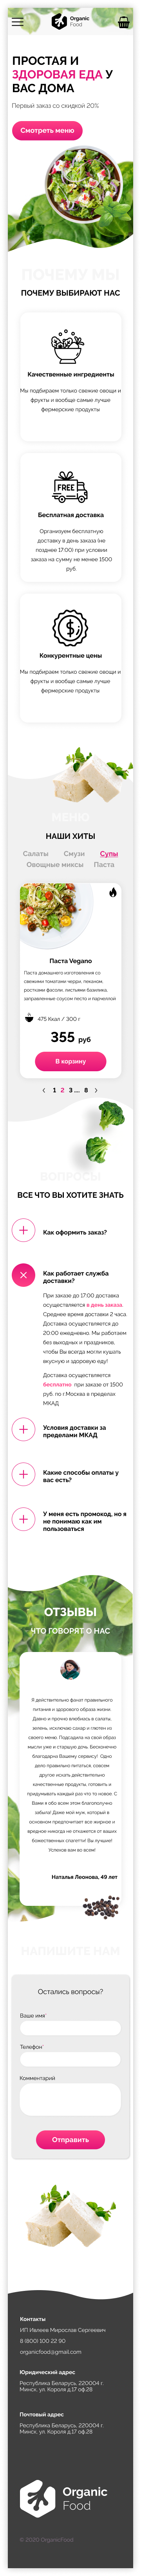 Organic
Food
ПРОСТАЯ И
ЗДОРОВАЯ ЕДА У
ВАС ДОМА
Первый заказ со скидкой 20%
Смотреть меню
ПОЧЕМУ МЫ
ПОЧЕМУ ВЫБИРАЮТ НАС
Качественные ингредиенты
Мы подбираем только свежие овощи и
фрукты и вообще самые лучше
фермерские продукты
Бесплатная доставка
FREE
Организуем бесплатную
доставку в день заказа (не
позднее 17:00) при условии
заказа на сумму не менее 1500
руб.
Конкурентные цены
Мы подбираем только свежие овощи и
фрукты и вообще самые лучше
фермерские продукты
МЕНЮ
НАШИ ХИТЫ
Салаты Смузи Супы
Овощные миксы Паста
Паста Vegano
Паста домашнего изготовления со
свежими томатами черри, пеканом,
ростками фасоли, листьями базилика,
заправленные соусом песто и пармеллой
475 Ккал / 300 г
355 руб
В корзину
1 2 3 ... 8
ВОПРОСЫ
ВСЕ ЧТО ВЫ ХОТИТЕ ЗНАТЬ
Как оформить заказ?
Как работает служба
доставки?
При заказе до 17:00 доставка
осуществляется в день заказа.
Среднее время доставки 2 часа.
Доставка осуществляется до
20:00 ежедневно. Мы работаем
без выходных и праздников,
чтобы Вы всегда могли кушать
вкусную и здоровую еду!
Доставка осуществляется
бесплатно при заказе от 1500
руб. по г.Москва в пределах
МКАД
Условия доставки за
пределами МКАД
Какие способы оплаты у
вас есть?
У меня есть промокод, но я
не понимаю как им
пользоваться
ОТЗЫВЫ
ЧТО ГОВОРЯТ О НАС
Я действительно фанат правильного
питания и здорового образа жизни.
Давно и прочно влюблена в салаты,
зелень, исключаю сахар и глютен из
своего меню. Подсадила на свой образ
мысли уже и старшую дочь. Бесконечно
благодарна Вашему сервису! Одно
дело правильно питаться, совсем
другое искать действительно
качественные продукты, готовить и
придумывать каждый раз что то новое. С
Вами я обо всем этом благополучно
забыла! Даже мой муж, который в
основном предпочитает все жирное и
вредное никогда не откажется от ваших
божественных спагетти! Вы лучшие!
Успехов вам во всем!
Наталья Леонова, 49 лет
НАПИШИТЕ НАМ
Остались вопросы?
Ваше имя*
Телефон*
Комментарий
Отправить
Контакты
ИП Ивлеев Мирослав Сергеевич
8 (800) 100 22 90
organicfood@gmail.com
Юридический адрес
Республика Беларусь, 220004 г.
Минск, ул. Короля д.17 оф.28
Почтовый адрес
Республика Беларусь, 220004 г.
Минск, ул. Короля д.17 оф.28
Organic
Food
© 2020 OrganicFood